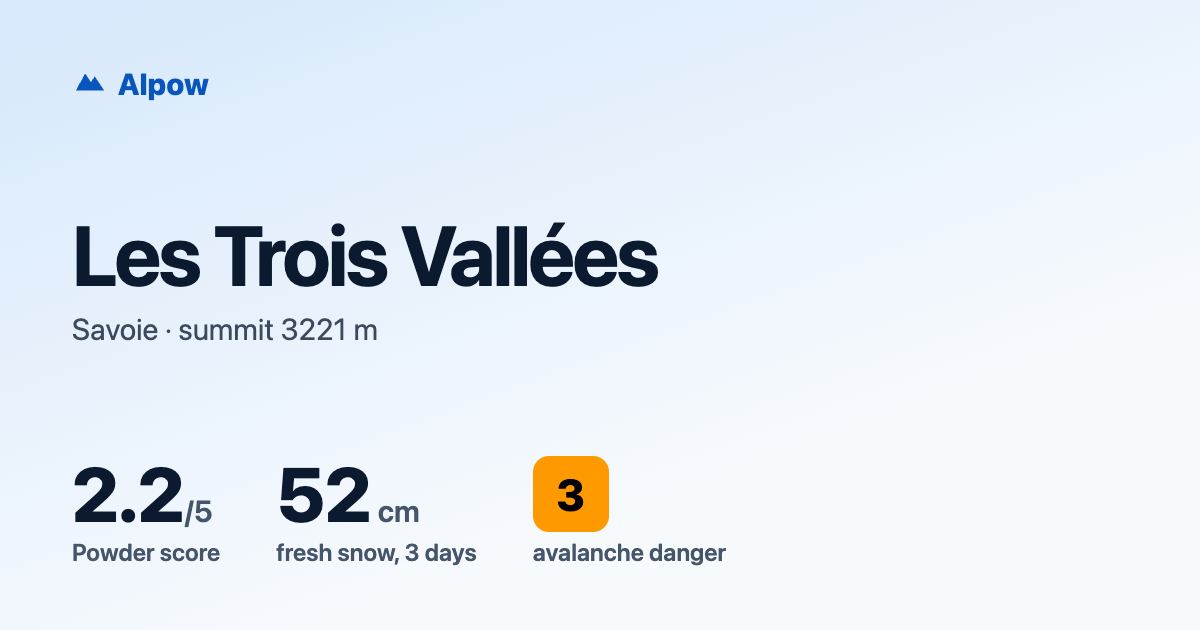 Alpow
Les Trois Vallées
Savoie · summit 3221 m
2.2/5
Powder score
52 cm
fresh snow, 3 days
3
avalanche danger